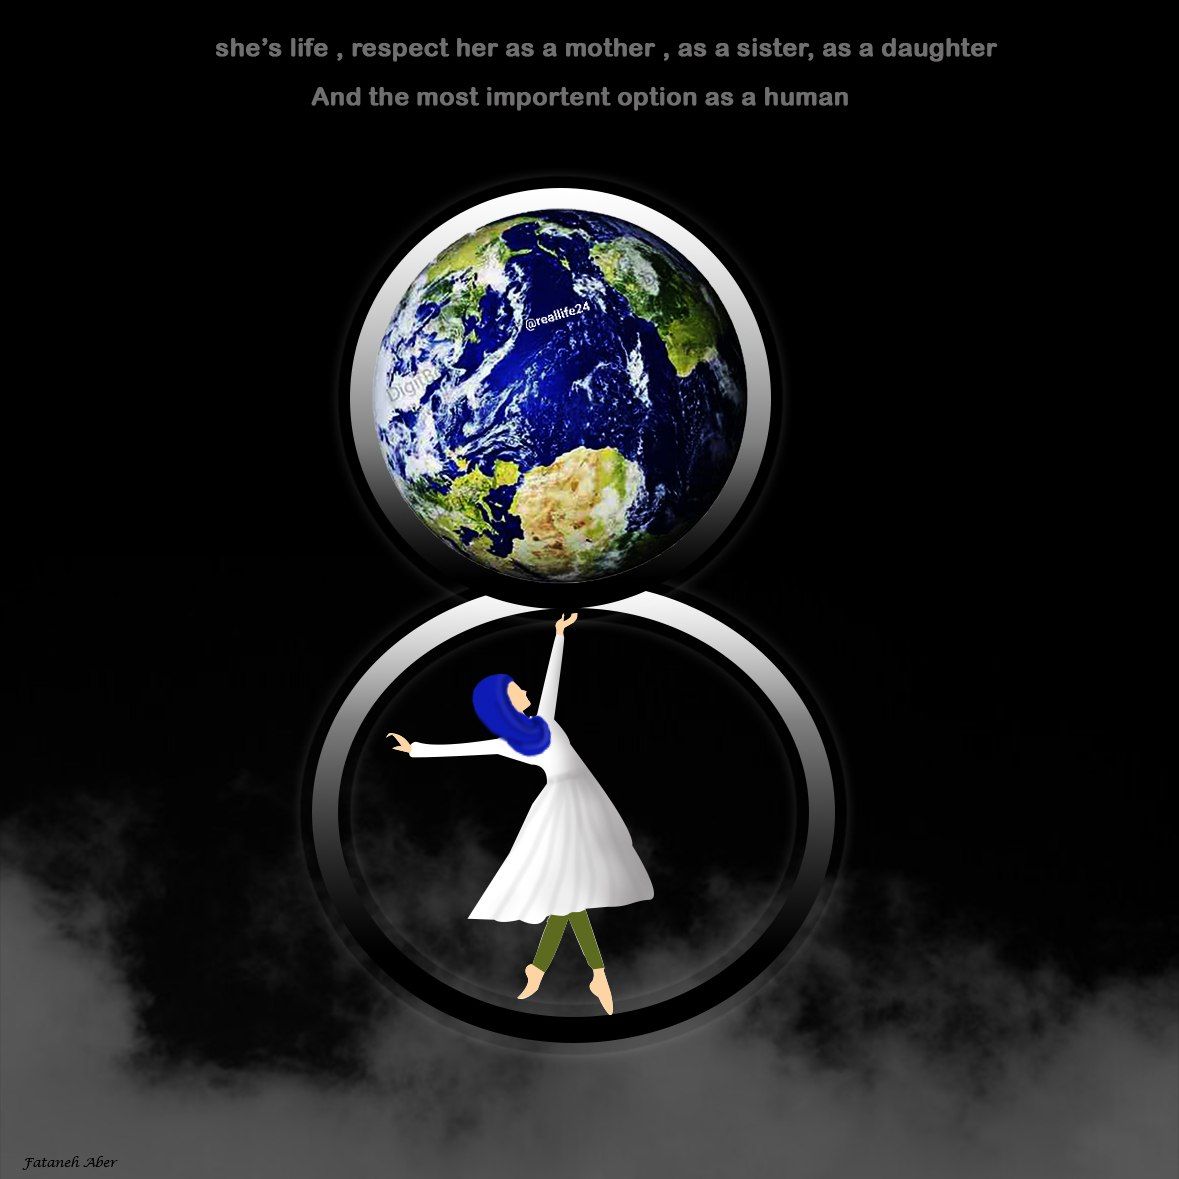 she's life , respect her as a mother , as a sister, as a daughter
And the most importent option as a human
@reallife24
Fataneh Aber